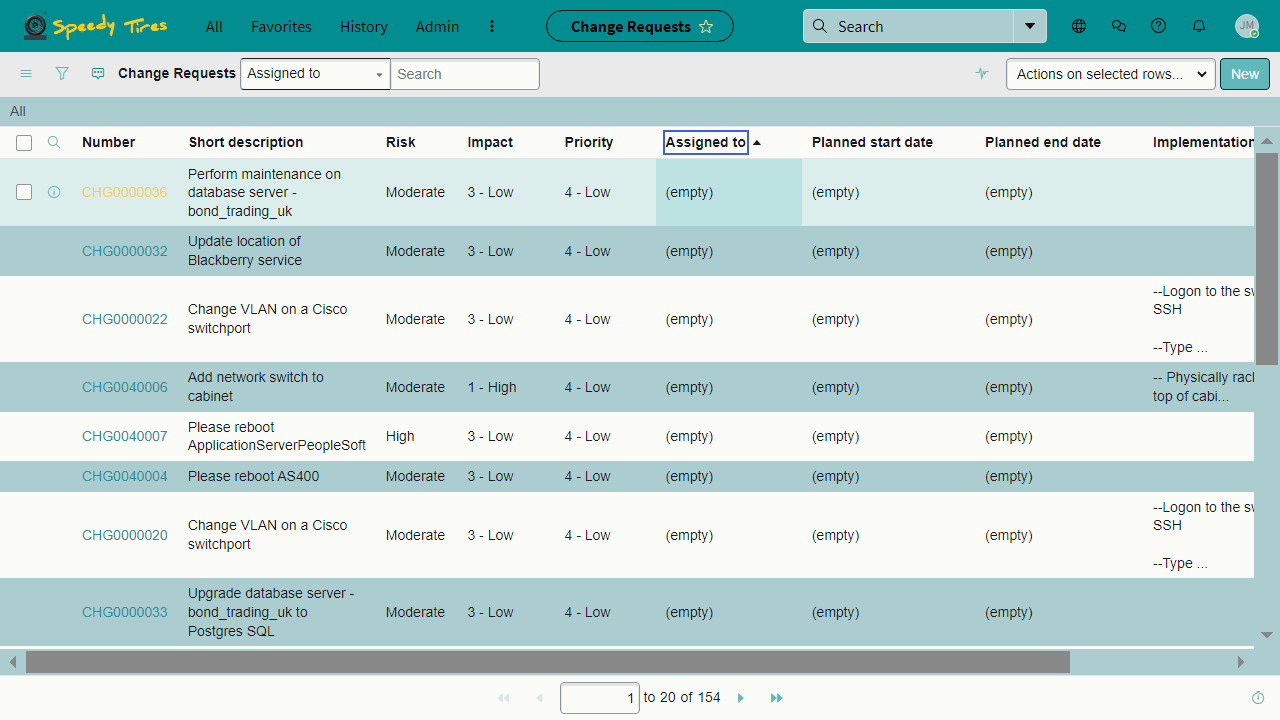 Speedy Tires
All
Favorites
History
Admin
Change Requests
Search
JM
Change Requests
Assigned to
Search
Actions on selected rows...
New
All
Number Short description Risk Impact Priority Assigned to Planned start date Planned end date Implementation
CHG0000036 Perform maintenance on database server - bond_trading_uk Moderate 3 - Low 4 - Low (empty) (empty) (empty)
CHG0000032 Update location of Blackberry service Moderate 3 - Low 4 - Low (empty) (empty) (empty)
CHG0000022 Change VLAN on a Cisco switchport Moderate 3 - Low 4 - Low (empty) (empty) (empty) --Logon to the sw SSH --Type ...
CHG0040006 Add network switch to cabinet Moderate 1 - High 4 - Low (empty) (empty) (empty) -- Physically rack top of cabi...
CHG0040007 Please reboot ApplicationServerPeopleSoft High 3 - Low 4 - Low (empty) (empty) (empty)
CHG0040004 Please reboot AS400 Moderate 3 - Low 4 - Low (empty) (empty) (empty)
CHG0000020 Change VLAN on a Cisco switchport Moderate 3 - Low 4 - Low (empty) (empty) (empty) --Logon to the sw SSH --Type ...
CHG0000033 Upgrade database server - bond_trading_uk to Postgres SQL Moderate 3 - Low 4 - Low (empty) (empty) (empty)
1 to 20 of 154